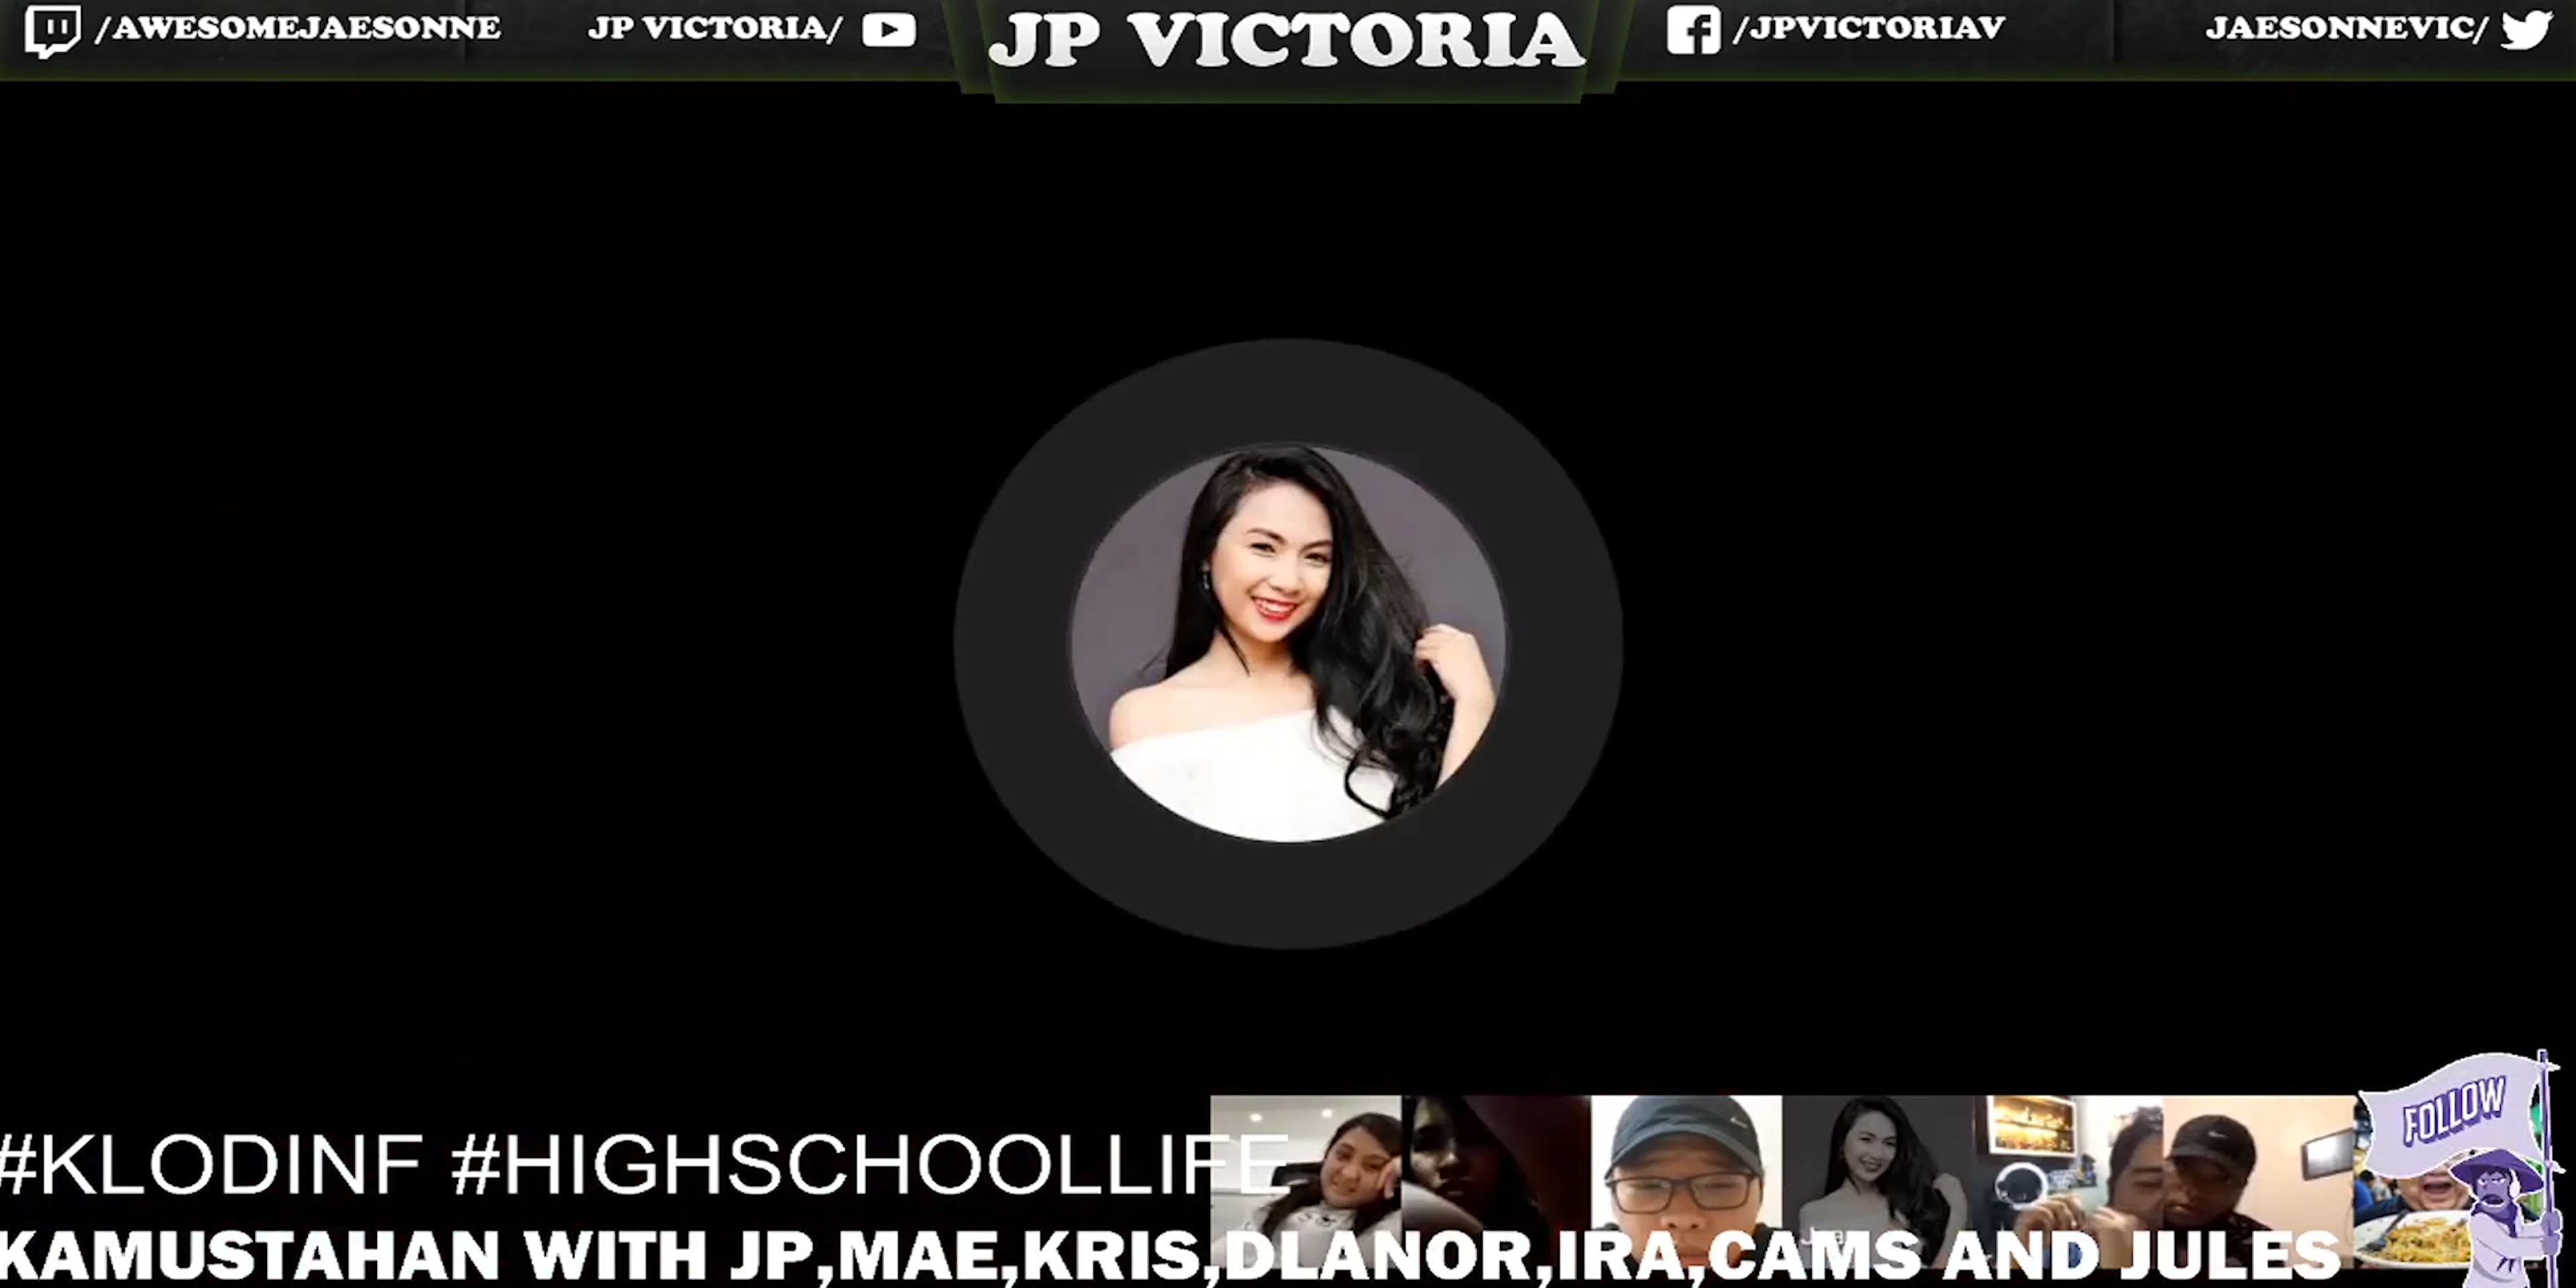 /AWESOMEJAESONNE
JP VICTORIA/
JP VICTORIA
/JPVICTORIAV
JAESONNEVIC/
FOLLOW
#KLODINF #HIGHSCHOOLLIFE
KAMUSTAHAN WITH JP,MAE,KRIS,DLANOR,IRA,CAMS AND JULES